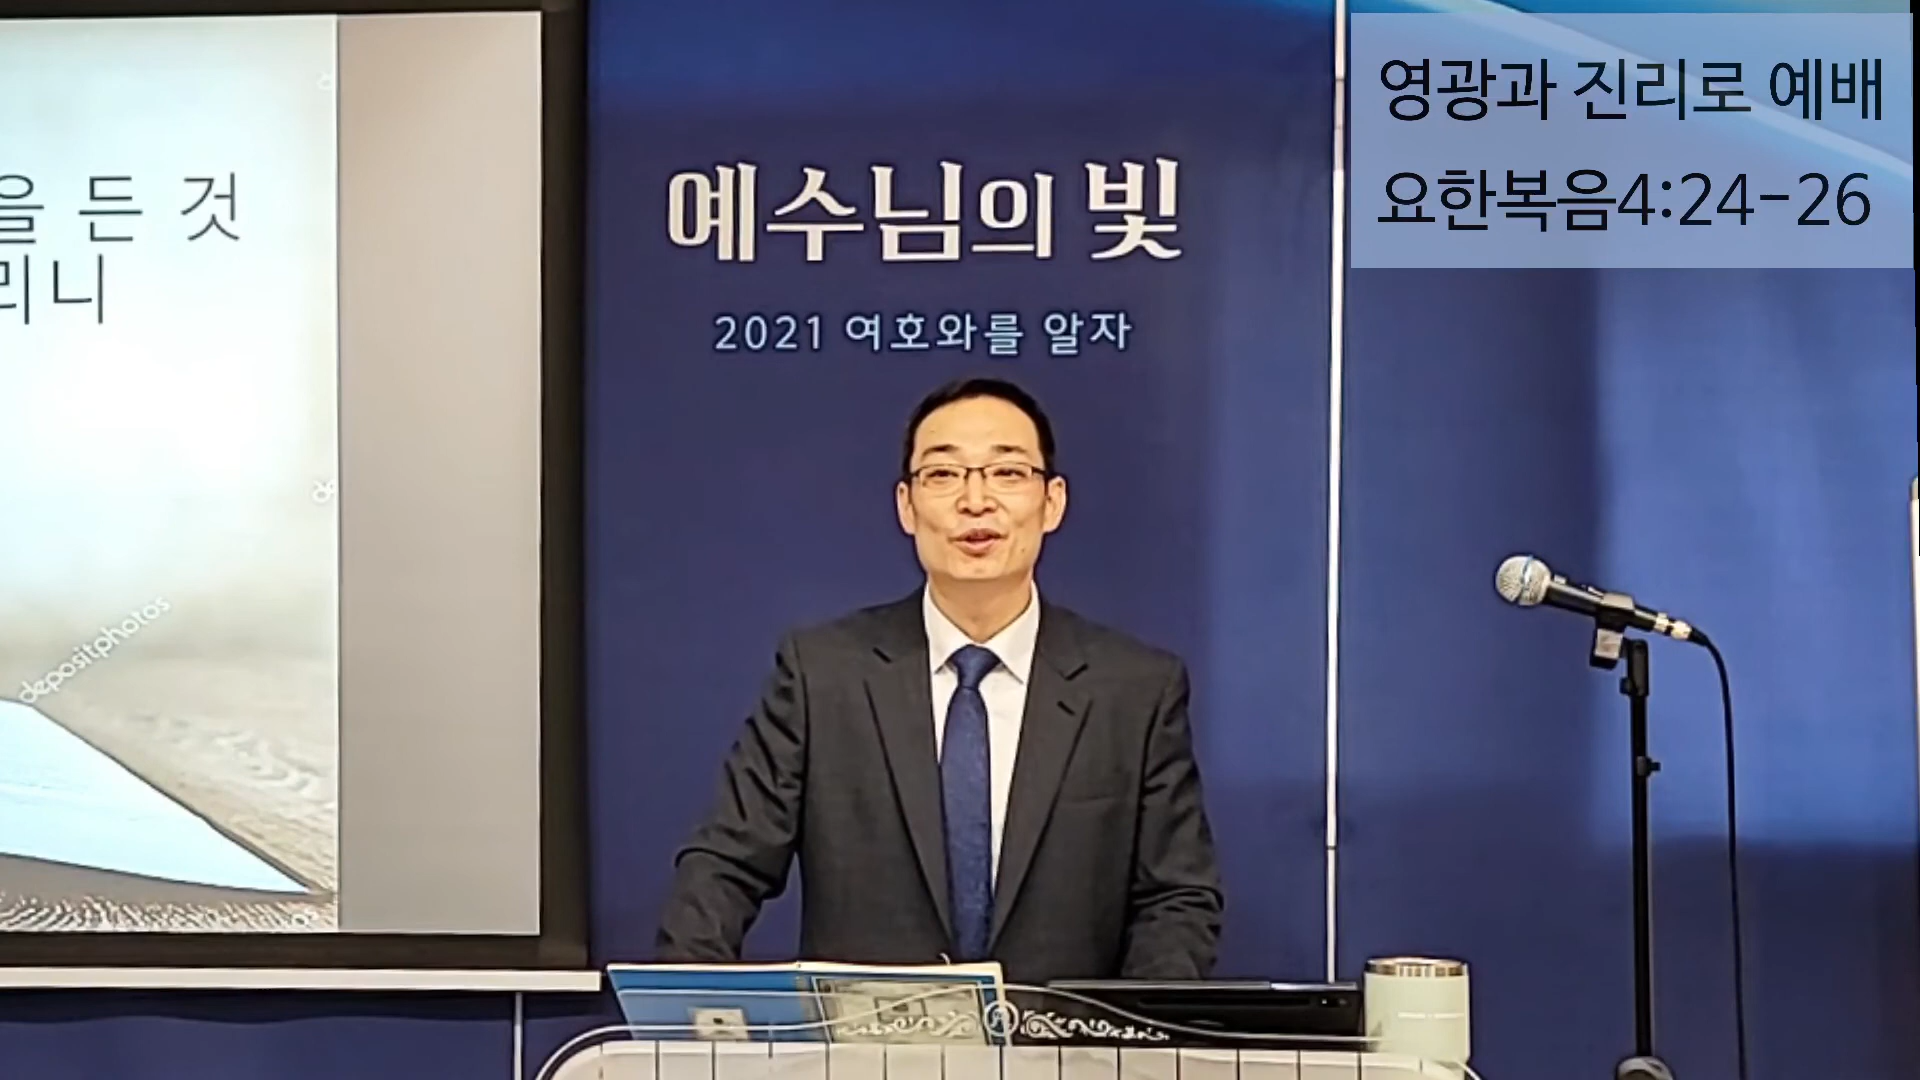 영광과 진리로 예배
요한복음4:24-26
예수님의 빛
2021 여호와를 알자
을 든 것
리니
depositphotos